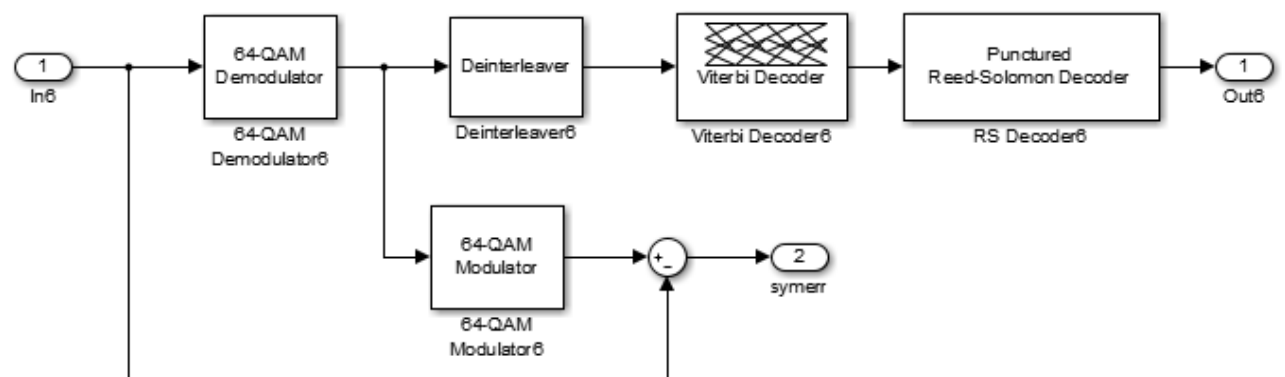 1
In6
64-QAM
Demodulator
64-QAM
Demodulator6
Deinterleaver
Deinterleaver6
Viterbi Decoder
Viterbi Decoder6
Punctured
Reed-Solomon Decoder
RS Decoder6
1
Out6
64-QAM
Modulator
64-QAM
Modulator6
+
−
2
symerr